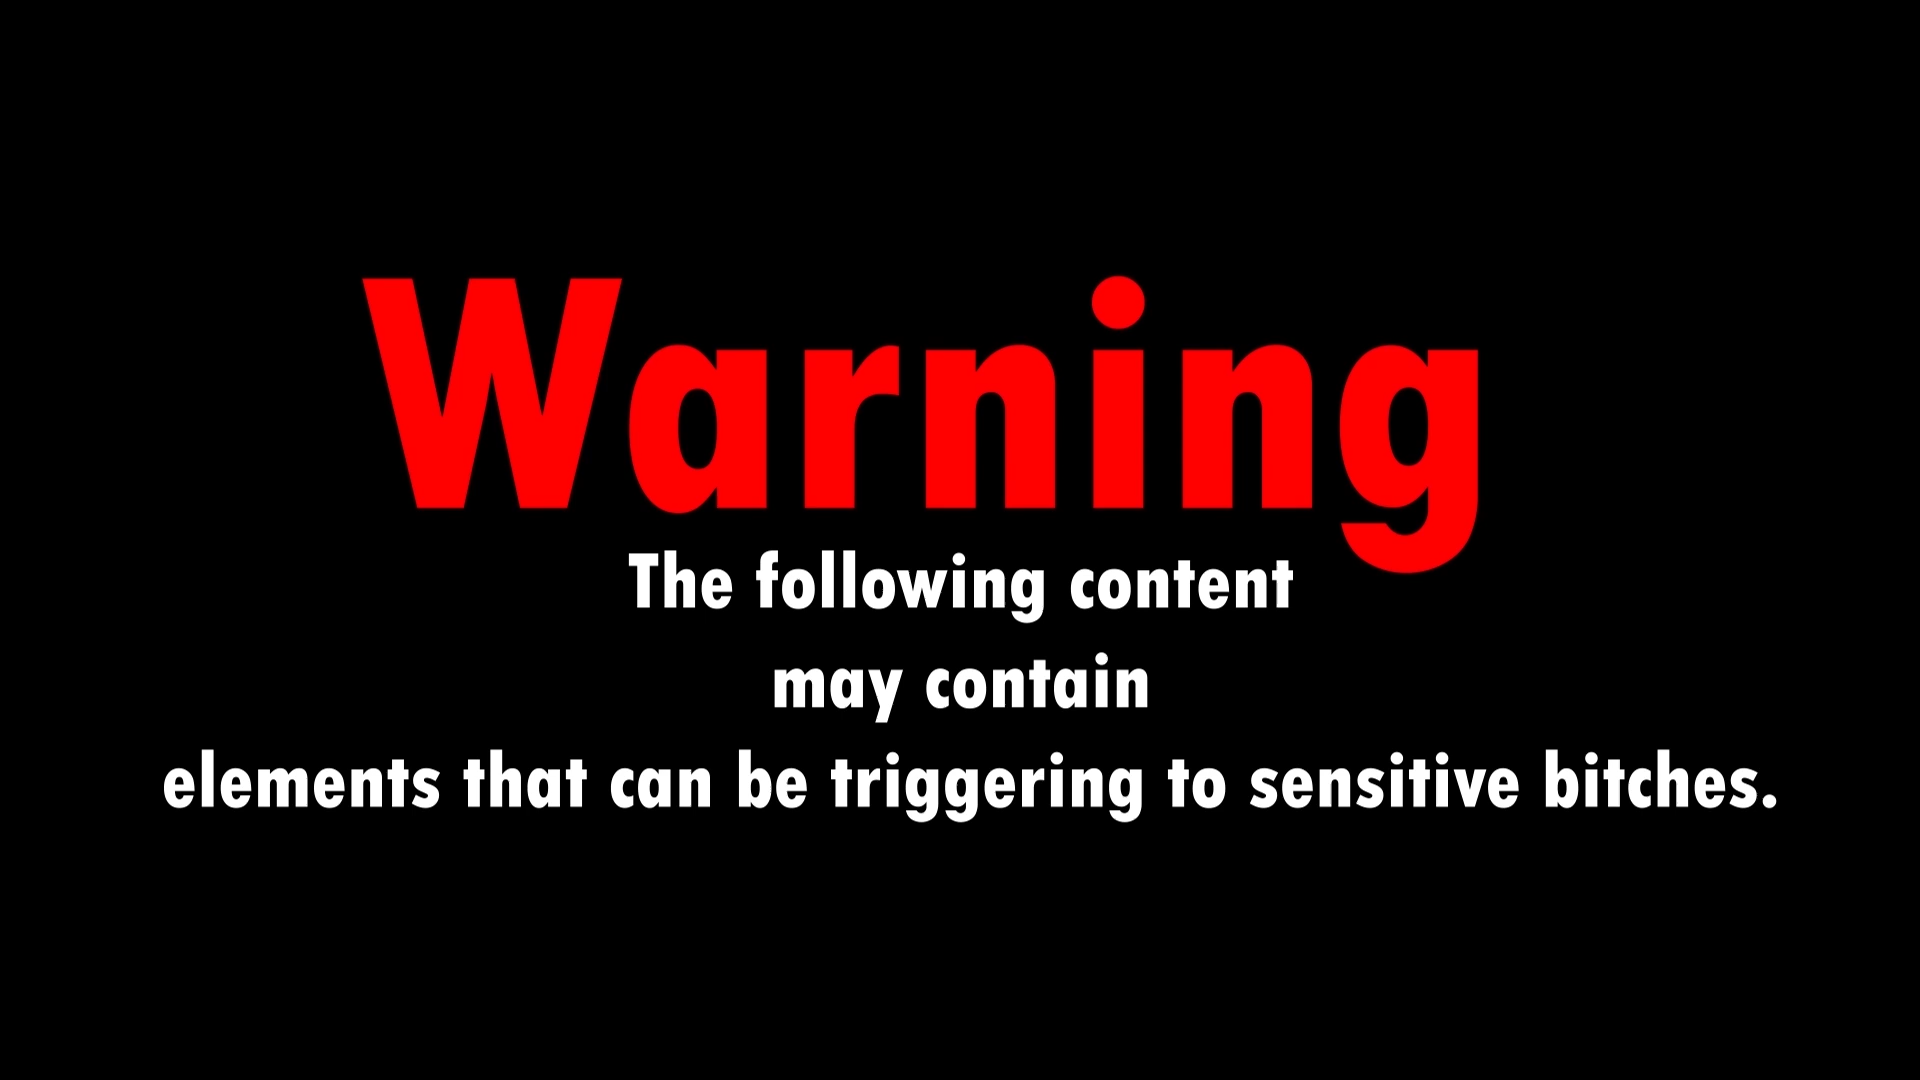 Warning
The following content
may contain
elements that can be triggering to sensitive bitches.